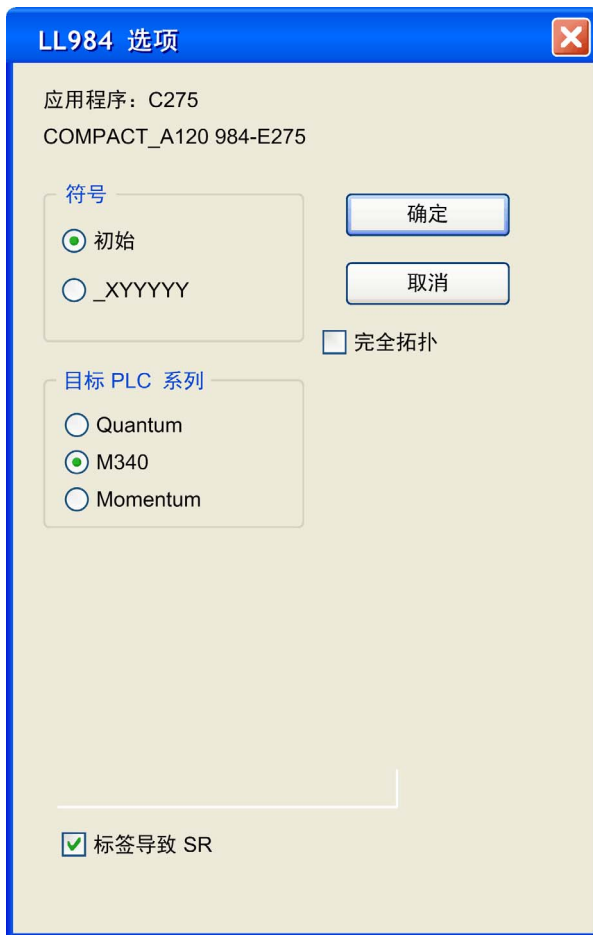 LL984 选项
应用程序：C275
COMPACT_A120 984-E275
符号
初始
_XYYYYY
确定
取消
完全拓扑
目标 PLC 系列
Quantum
M340
Momentum
标签导致 SR